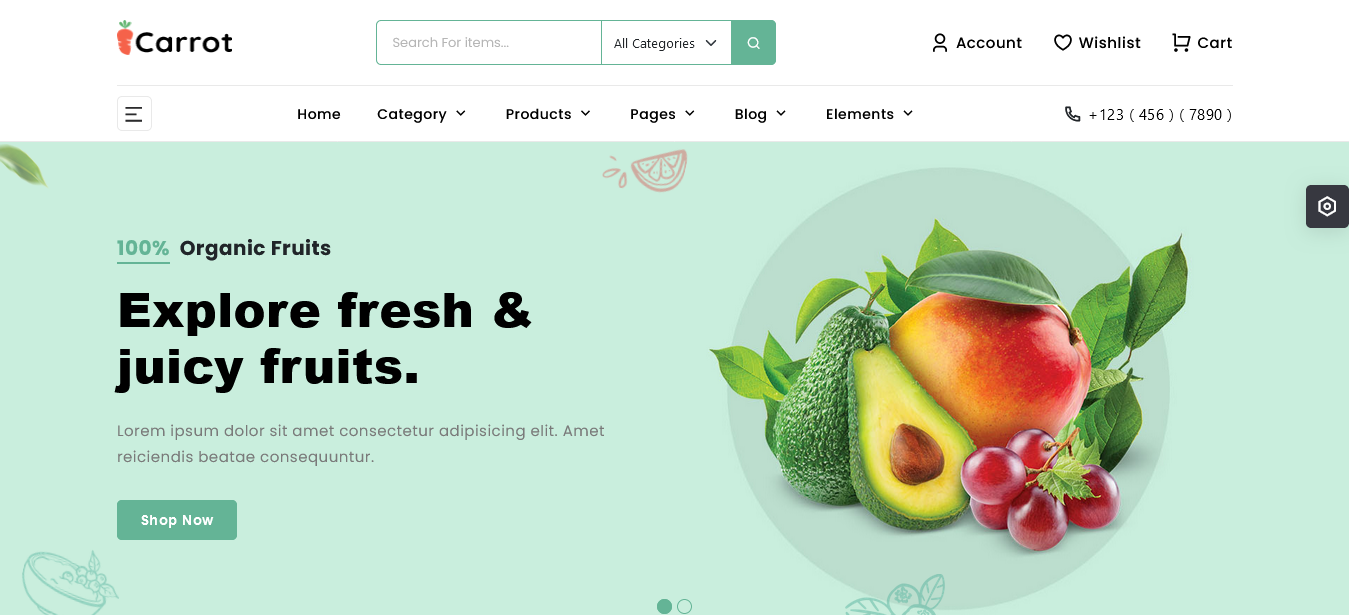 Carrot
Search For items...
All Categories
Account
Wishlist
Cart
Home
Category
Products
Pages
Blog
Elements
+123 ( 456 ) ( 7890 )
100% Organic Fruits
Explore fresh &
juicy fruits.
Lorem ipsum dolor sit amet consectetur adipisicing elit. Amet
reiciendis beatae consequuntur.
Shop Now